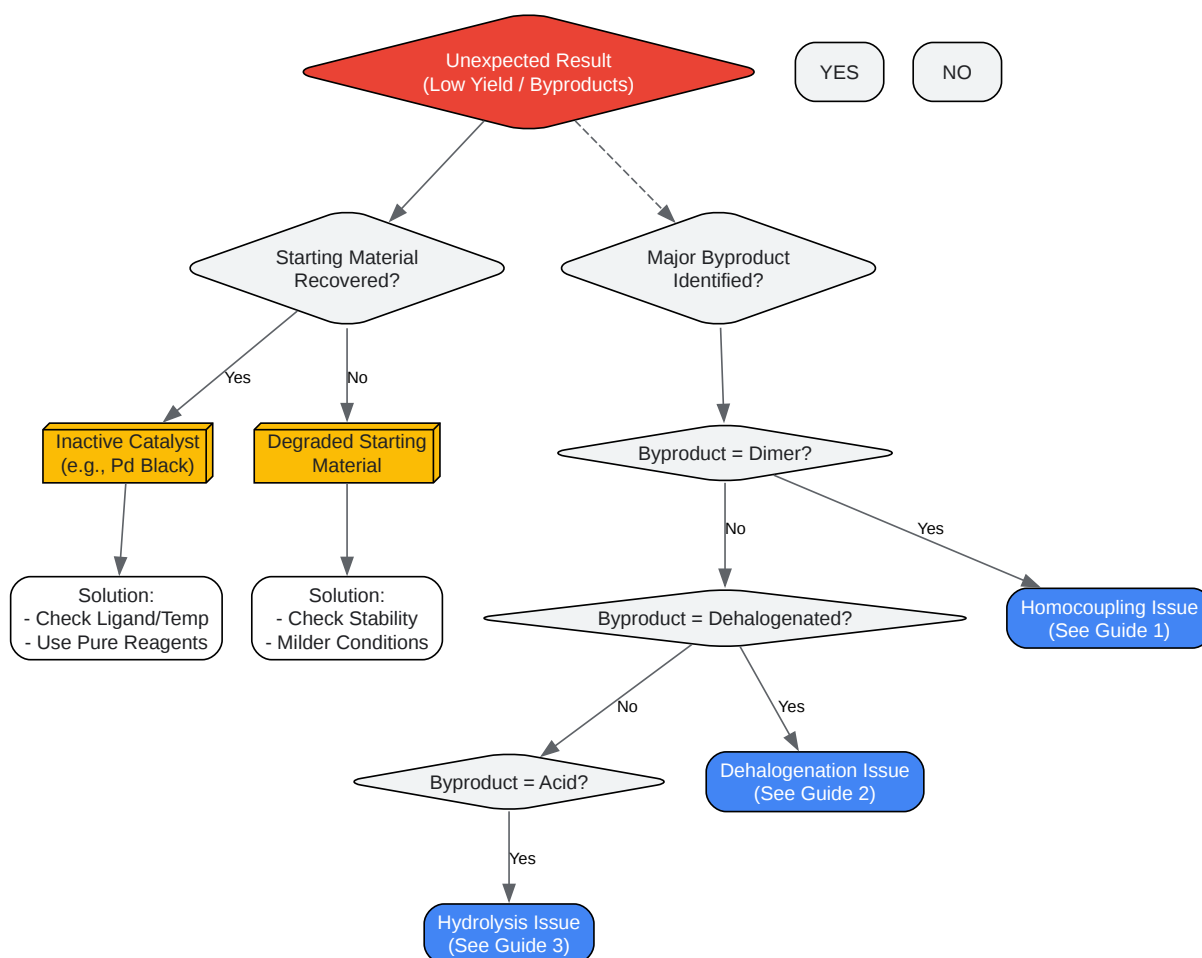 Unexpected Result
(Low Yield / Byproducts)
YES
NO
Starting Material
Recovered?
Major Byproduct
Identified?
Yes
No
Inactive Catalyst
(e.g., Pd Black)
Degraded Starting
Material
Byproduct = Dimer?
No
Yes
Solution:
- Check Ligand/Temp
- Use Pure Reagents
Solution:
- Check Stability
- Milder Conditions
Byproduct = Dehalogenated?
Homocoupling Issue
(See Guide 1)
No
Yes
Byproduct = Acid?
Dehalogenation Issue
(See Guide 2)
Yes
Hydrolysis Issue
(See Guide 3)